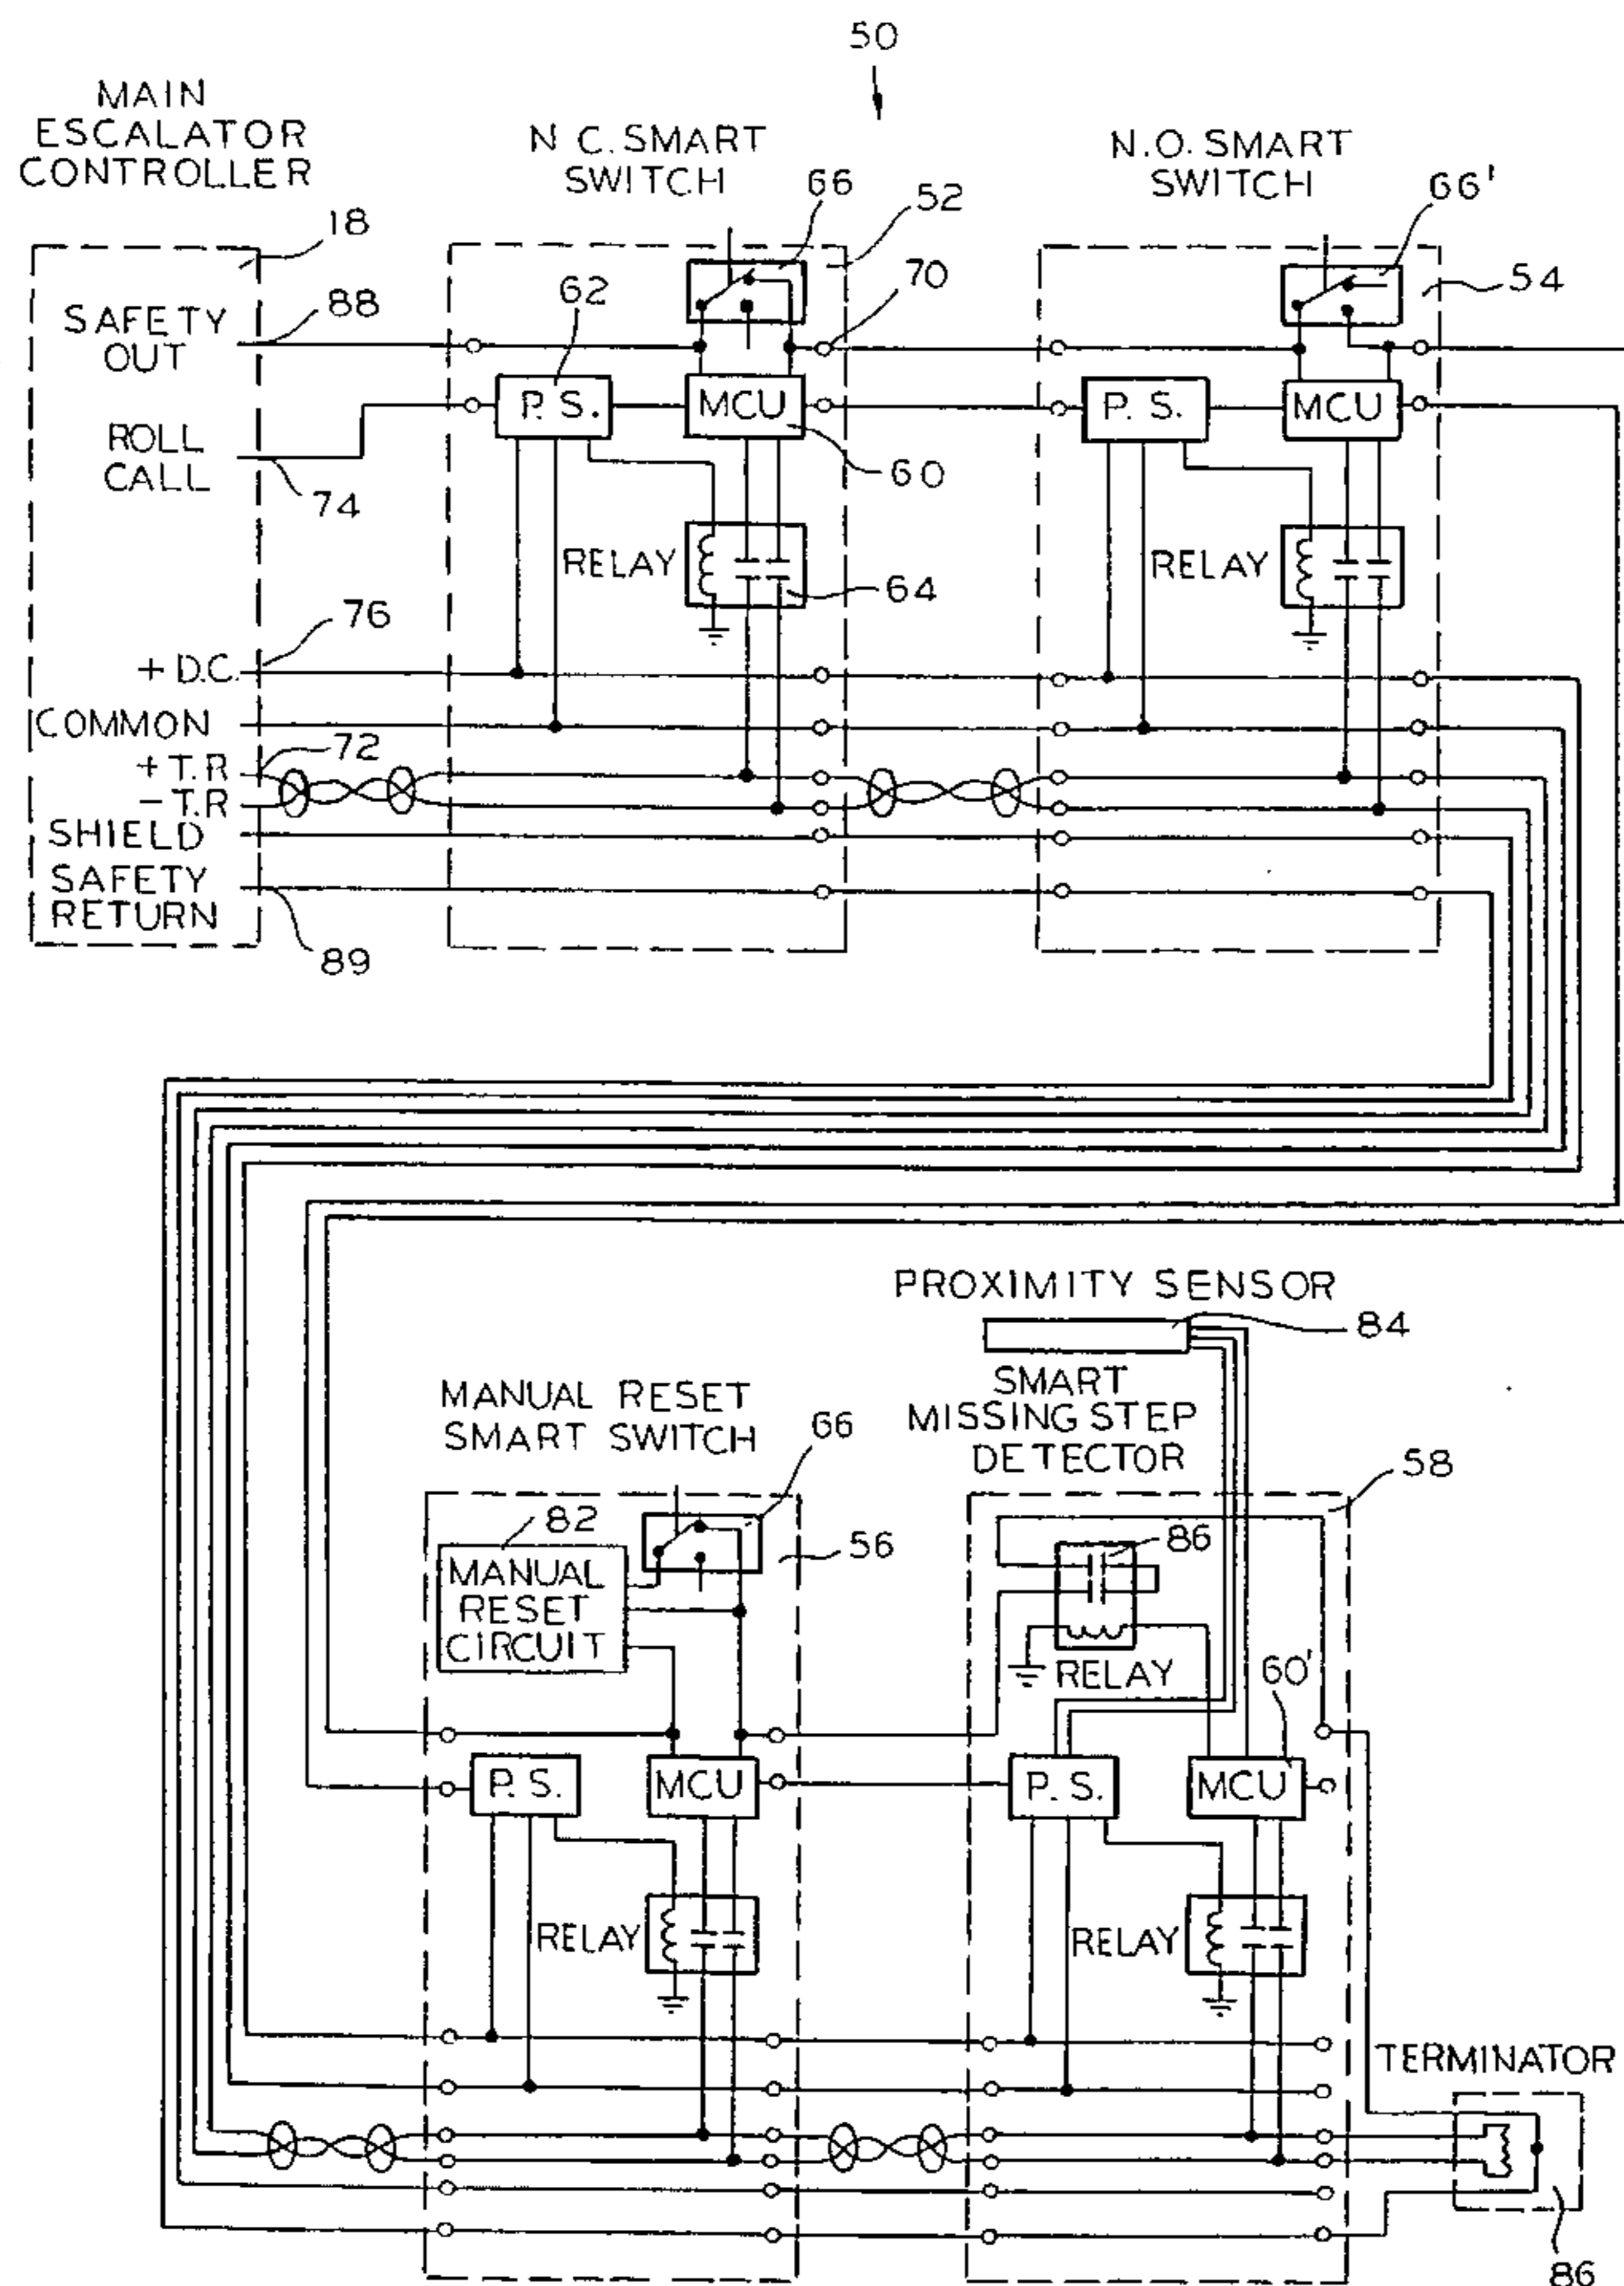 50
MAIN
ESCALATOR
CONTROLLER
N C. SMART
SWITCH
N.O. SMART
SWITCH
66
52
66'
18
62
70
54
SAFETY
OUT
88
P. S.
MCU
P. S.
MCU
ROLL
CALL
74
60
RELAY
64
RELAY
76
+ D.C.
COMMON
72
+ T.R
- T.R
SHIELD
SAFETY
RETURN
89
PROXIMITY SENSOR
84
MANUAL RESET
SMART SWITCH
66
SMART
MISSING STEP
DETECTOR
58
82
86
56
MANUAL
RESET
CIRCUIT
RELAY
60'
P. S.
MCU
P. S.
MCU
RELAY
RELAY
TERMINATOR
86